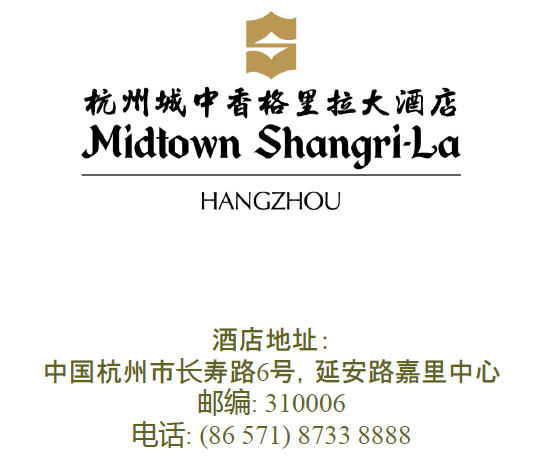 杭州城中香格里拉大酒店
Midtown Shangri-La
HANGZHOU
酒店地址：
中国杭州市长寿路6号，延安路嘉里中心
邮编: 310006
电话: (86 571) 8733 8888